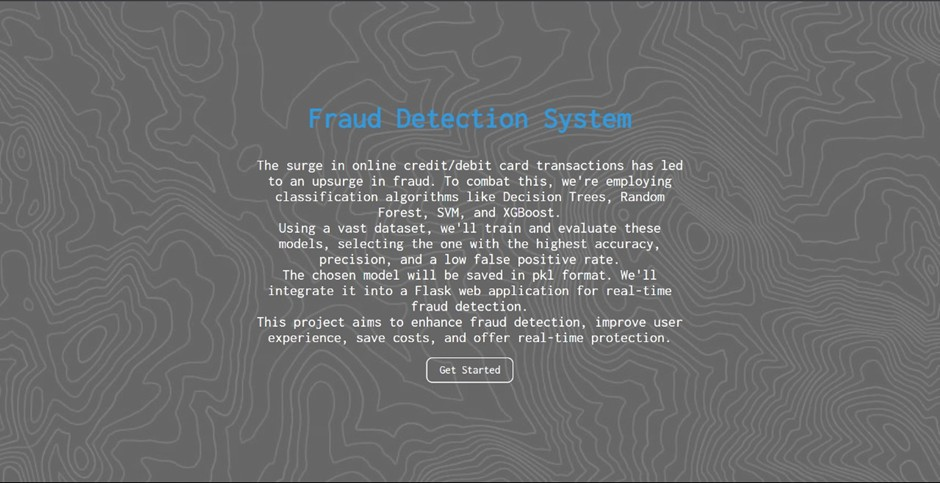 Fraud Detection System
The surge in online credit/debit card transactions has led
to an upsurge in fraud. To combat this, we're employing
classification algorithms like Decision Trees, Random
Forest, SVM, and XGBoost.
Using a vast dataset, we'll train and evaluate these
models, selecting the one with the highest accuracy,
precision, and a low false positive rate.
The chosen model will be saved in pkl format. We'll
integrate it into a Flask web application for real-time
fraud detection.
This project aims to enhance fraud detection, improve user
experience, save costs, and offer real-time protection.
Get Started